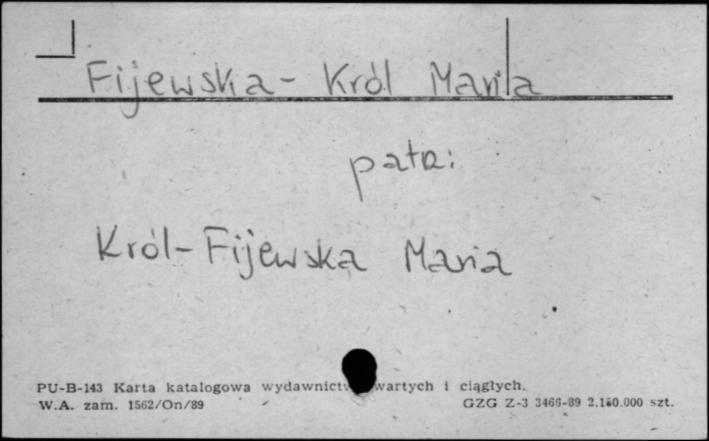 Fijewska - Król Maria
patrz:
Król - Fijewska Maria
PU-B-143 Karta katalogowa wydawnictw zwartych i ciągłych.
W.A. zam. 1562/On/89 GZG Z-3 3466-89 2.150.000 szt.